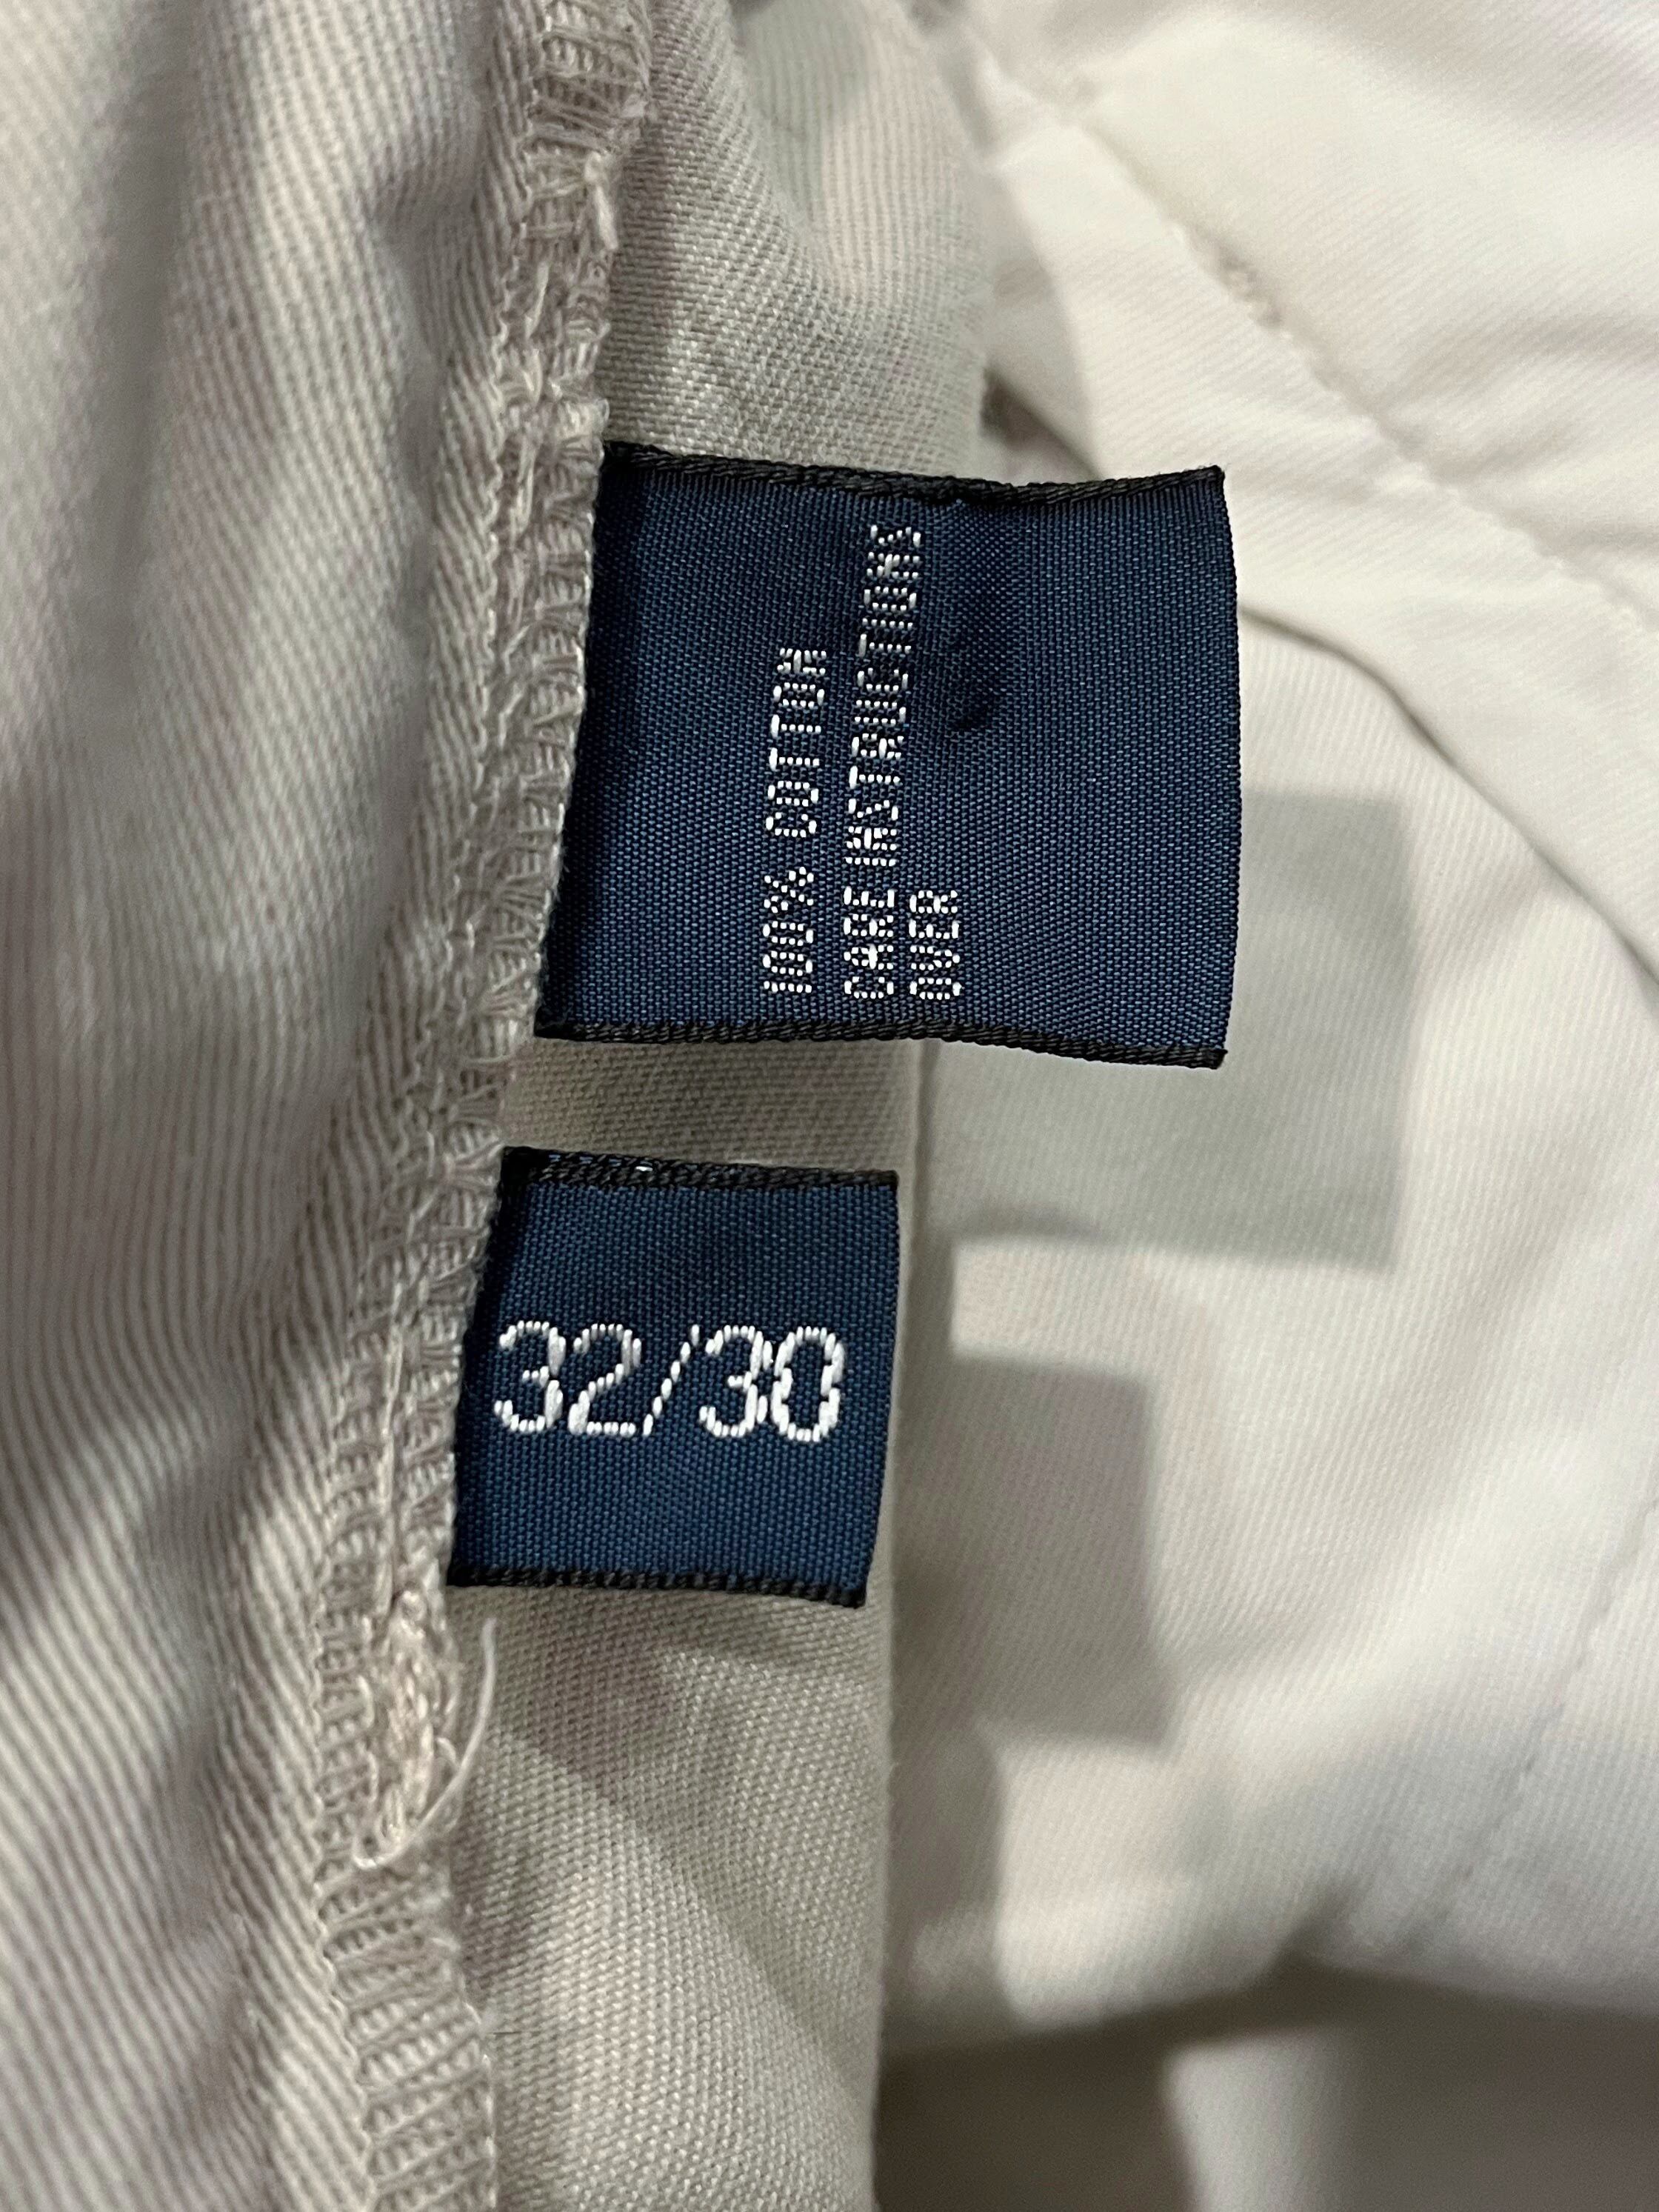 100% COTTON
CARE INSTRUCTIONS
OVER
32/30